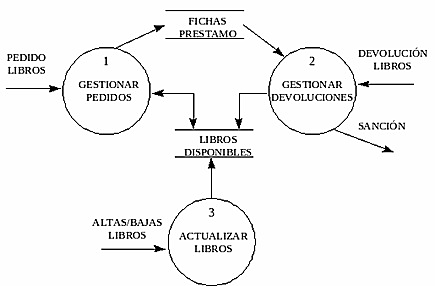 FICHAS
PRESTAMO
PEDIDO
LIBROS
1
GESTIONAR
PEDIDOS
2
GESTIONAR
DEVOLUCIONES
DEVOLUCIÓN
LIBROS
SANCIÓN
LIBROS
DISPONIBLES
3
ACTUALIZAR
LIBROS
ALTAS/BAJAS
LIBROS